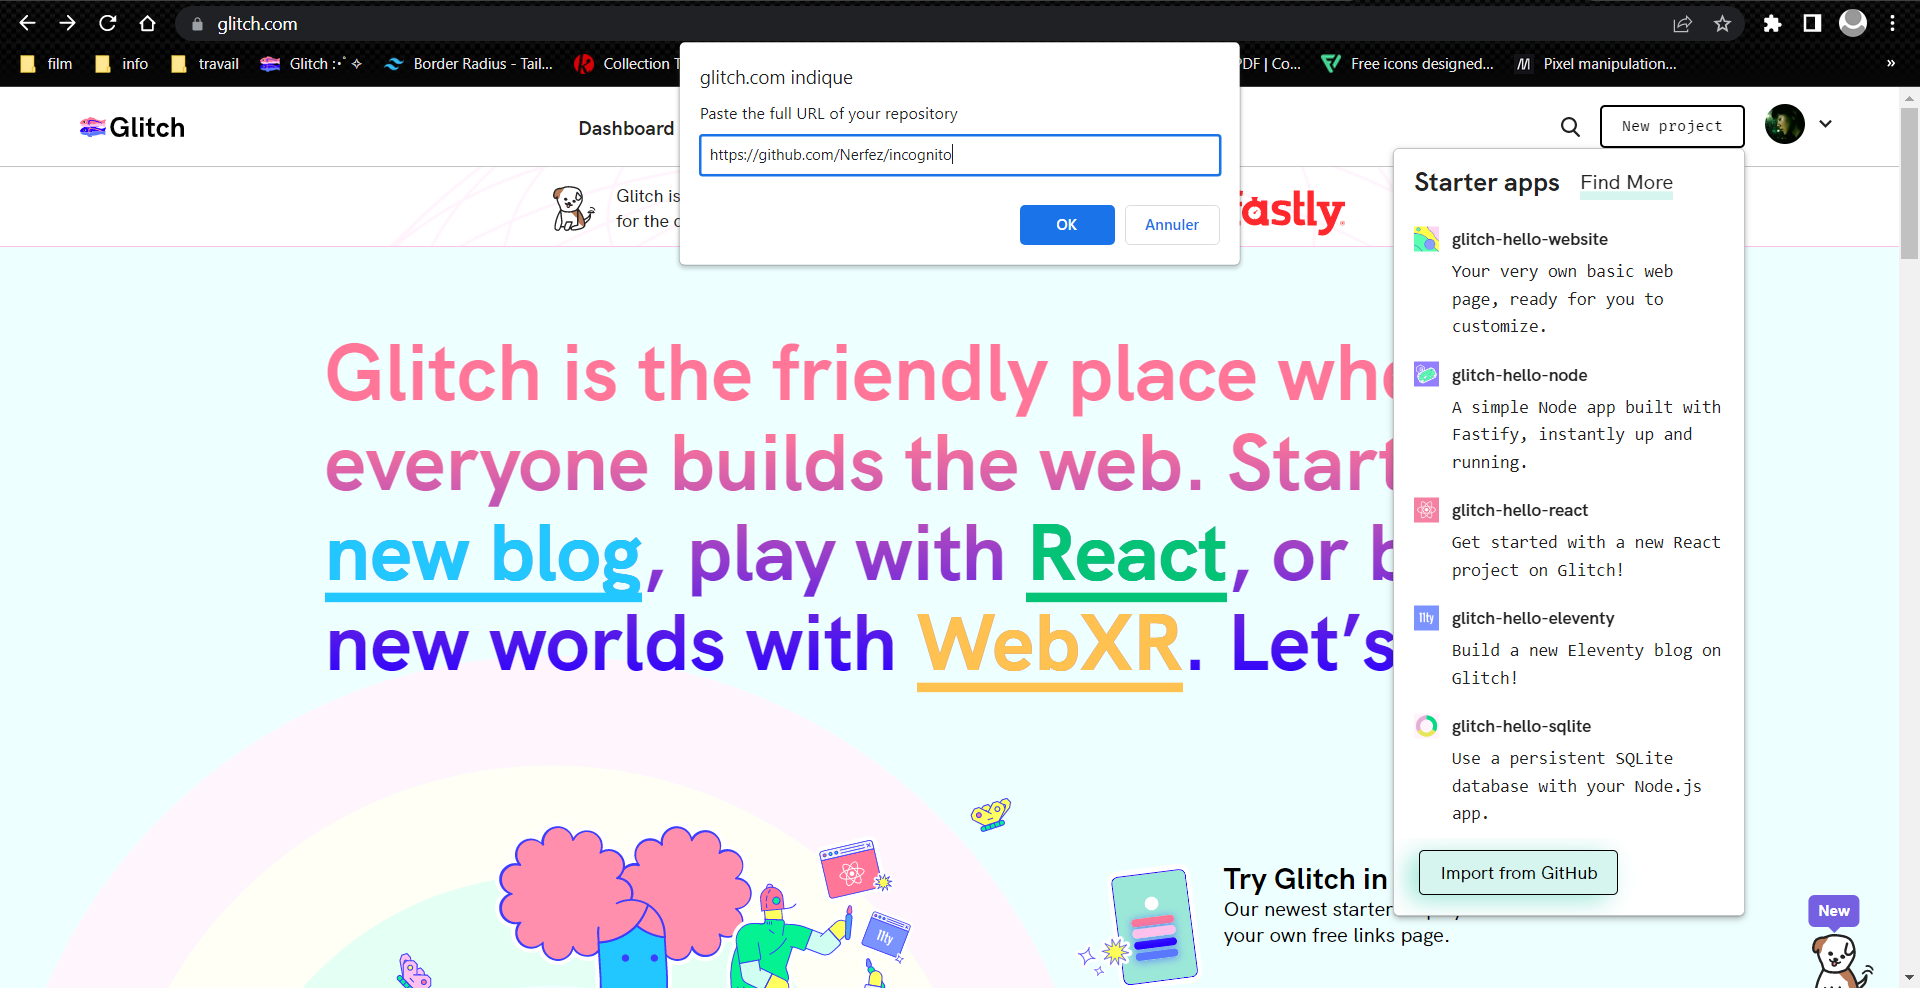 glitch.com
film
info
travail
Glitch :･ﾟ✧
Border Radius - Tail...
Collection T
PDF | Co...
Free icons designed...
Pixel manipulation...
»
glitch.com indique
Paste the full URL of your repository
https://github.com/Nerfez/incognito
OK
Annuler
Glitch
Dashboard
New project
Glitch is
for the c
fastly
Starter apps
Find More
glitch-hello-website
Your very own basic web
page, ready for you to
customize.
glitch-hello-node
A simple Node app built with
Fastify, instantly up and
running.
glitch-hello-react
Get started with a new React
project on Glitch!
glitch-hello-eleventy
Build a new Eleventy blog on
Glitch!
glitch-hello-sqlite
Use a persistent SQLite
database with your Node.js
app.
Import from GitHub
Glitch is the friendly place whe
everyone builds the web. Start
new blog, play with React, or b
new worlds with WebXR. Let's
11ty
11ty
Try Glitch in
Our newest starter
your own free links page.
New